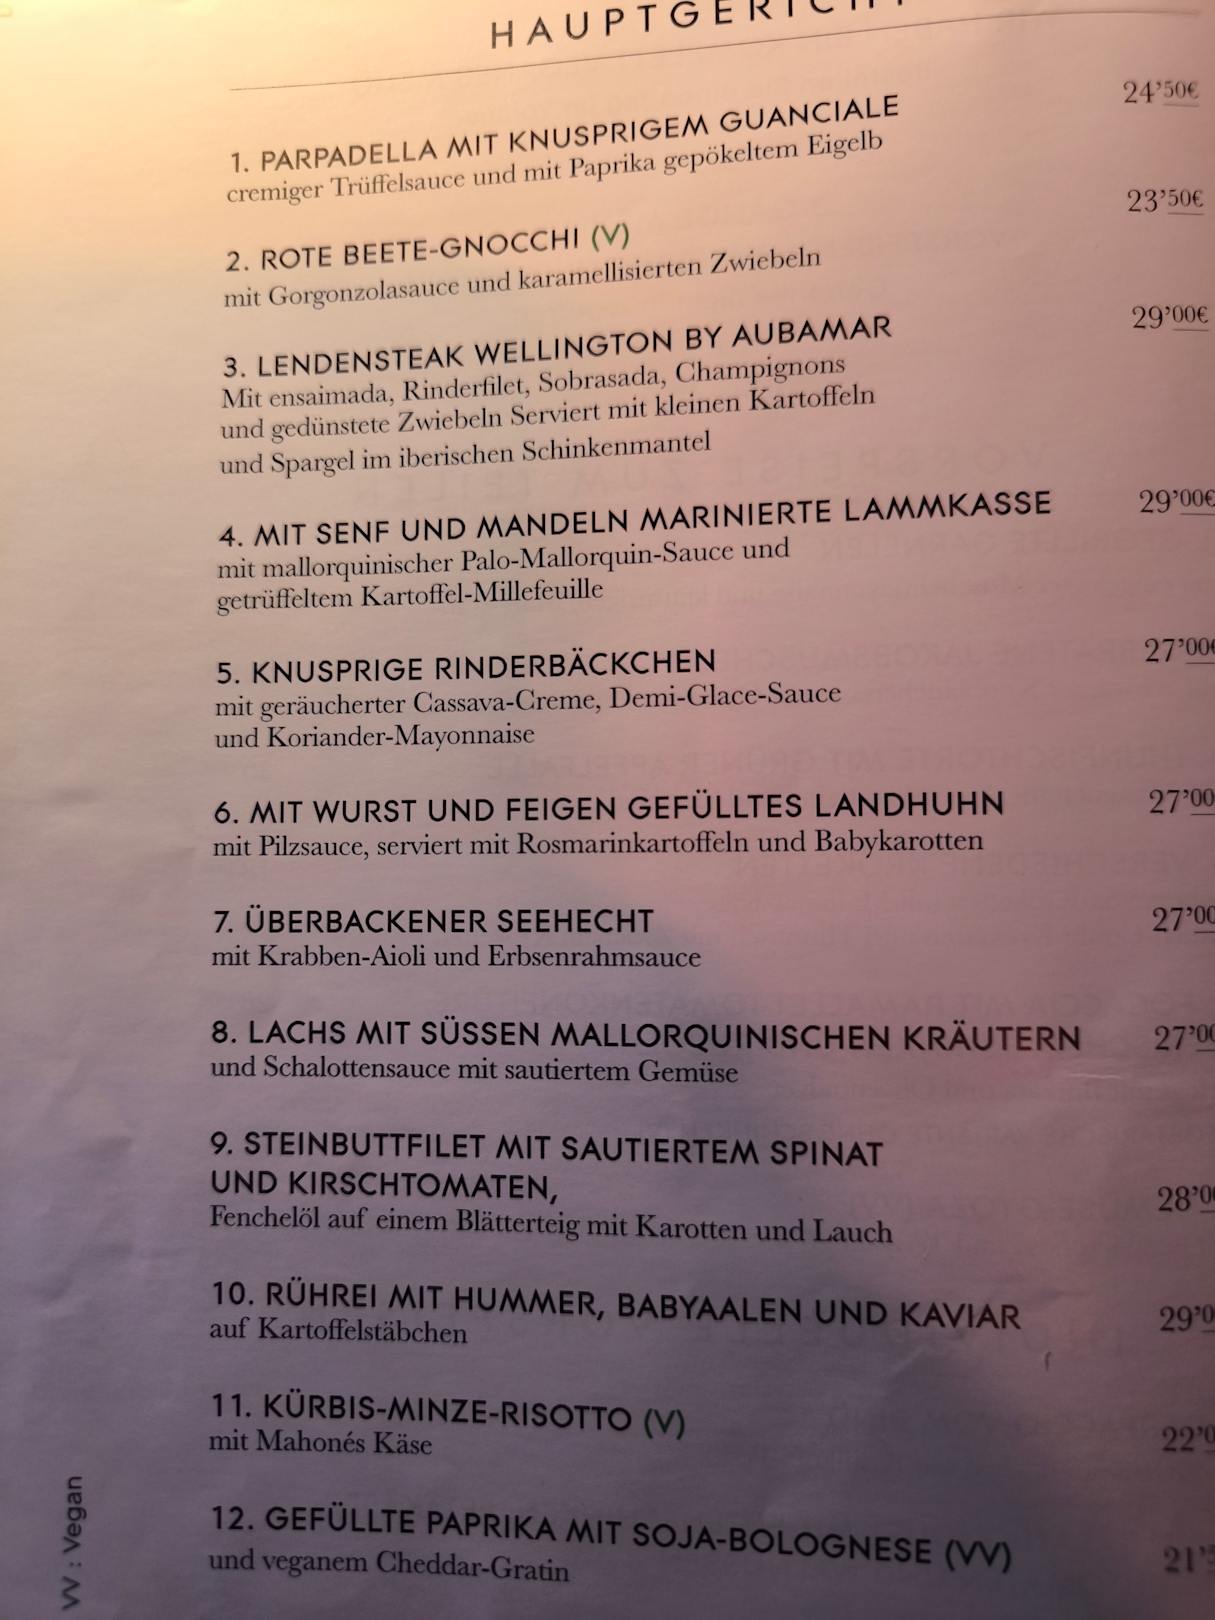 HAUPTGERICH
24'50€
1. PARPADELLA MIT KNUSPRIGEM GUANCIALE
cremiger Trüffelsauce und mit Paprika gepökeltem Eigelb
23'50€
2. ROTE BEETE-GNOCCHI (V)
mit Gorgonzolasauce und karamellisierten Zwiebeln
29'00€
3. LENDENSTEAK WELLINGTON BY AUBAMAR
Mit ensaimada, Rinderfilet, Sobrasada, Champignons
und gedünstete Zwiebeln Serviert mit kleinen Kartoffeln
und Spargel im iberischen Schinkenmantel
4. MIT SENF UND MANDELN MARINIERTE LAMMKASSE 29'00€
mit mallorquinischer Palo-Mallorquin-Sauce und
getrüffeltem Kartoffel-Millefeuille
5. KNUSPRIGE RINDERBÄCKCHEN 27'00€
mit geräucherter Cassava-Creme, Demi-Glace-Sauce
und Koriander-Mayonnaise
6. MIT WURST UND FEIGEN GEFÜLLTES LANDHUHN 27'00
mit Pilzsauce, serviert mit Rosmarinkartoffeln und Babykarotten
7. ÜBERBACKENER SEEHECHT 27'00
mit Krabben-Aioli und Erbsenrahmsauce
8. LACHS MIT SÜSSEN MALLORQUINISCHEN KRÄUTERN 27'00
und Schalottensauce mit sautiertem Gemüse
9. STEINBUTTFILET MIT SAUTIERTEM SPINAT
UND KIRSCHTOMATEN, 28'0
Fenchelöl auf einem Blätterteig mit Karotten und Lauch
10. RÜHREI MIT HUMMER, BABYAALEN UND KAVIAR 29'0
auf Kartoffelstäbchen
11. KÜRBIS-MINZE-RISOTTO (V) 22'0
mit Mahonés Käse
12. GEFÜLLTE PAPRIKA MIT SOJA-BOLOGNESE (VV) 21'5
und veganem Cheddar-Gratin
VV : Vegan